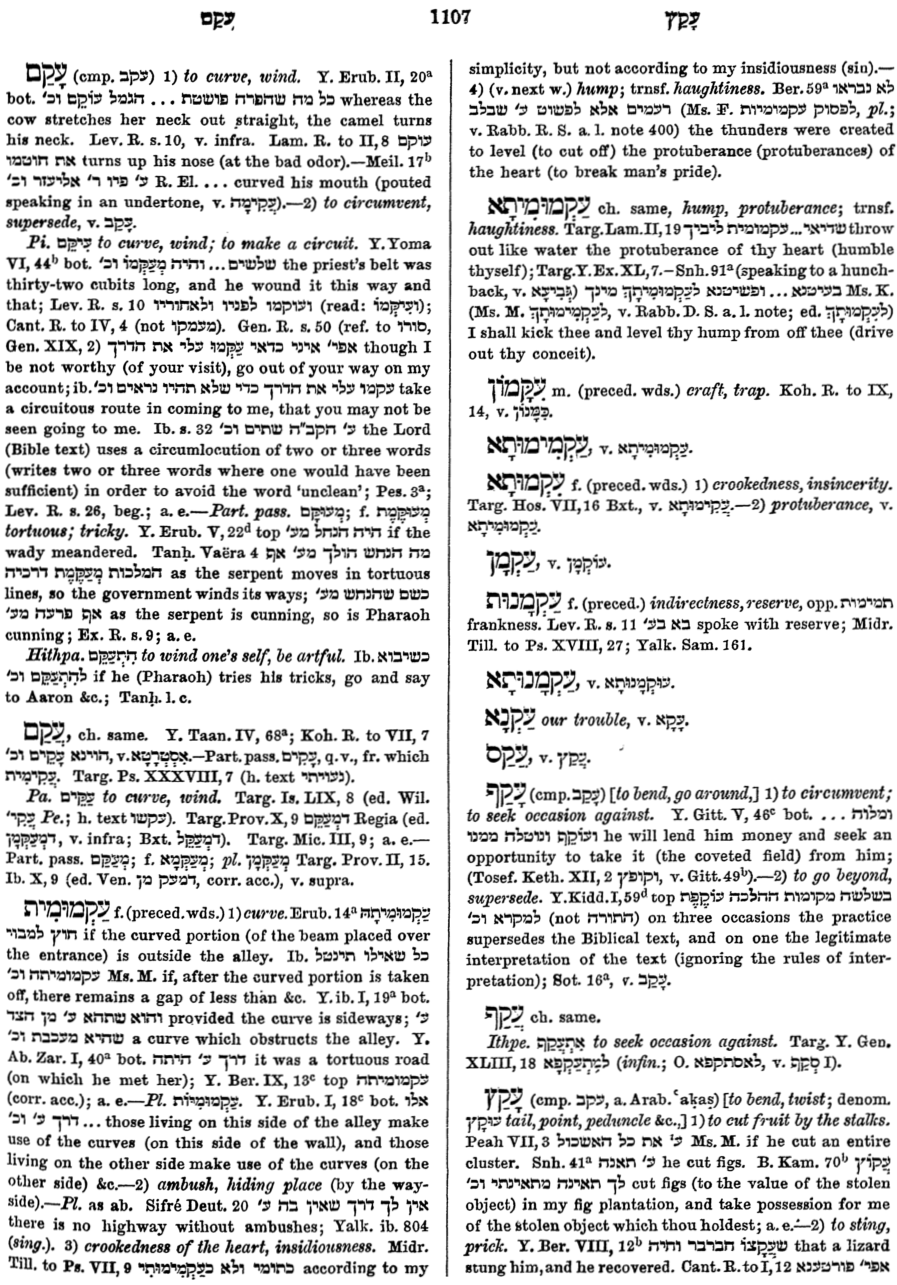 עָקַם 1107 עָקַץ
עָקַם (cmp. עקב) 1) to curve, wind. Y. Erub. II, 20ᵃ
bot. כל מה שהפרה פושטת ... הגמל עוֹקֵם וכ׳ whereas the
cow stretches her neck out straight, the camel turns
his neck. Lev. R. s. 10, v. infra. Lam. R. to II, 8 עוקם
את חוטמו turns up his nose (at the bad odor).—Meil. 17ᵇ
ע׳ פיו ר׳ אליעזר וכ׳ R. El. ... curved his mouth (pouted
speaking in an undertone, v. עֲקִימָה).—2) to circumvent,
supersede, v. עָקַב.
Pi. עִיקֵּם to curve, wind; to make a circuit. Y. Yoma
VI, 44ᵇ bot. שלשים ... והיה מְעַקְּמוֹ וכ׳ the priest's belt was
thirty-two cubits long, and he wound it this way and
that; Lev. R. s. 10 ועוקמו לפניו ולאחוריו (read: ועִיקְּמוֹ);
Cant. R. to IV, 4 (not מעמקו). Gen. R. s. 50 (ref. to סורו,
Gen. XIX, 2) אפי׳ איני כדאי עַקְּמוּ עלי את הדרך though I
be not worthy (of your visit), go out of your way on my
account; ib. עקמו עלי את הדרך כדי שלא תהיו נראים וכ׳ take
a circuitous route in coming to me, that you may not be
seen going to me. Ib. s. 32 ע׳ הקב״ה שתים וכ׳ the Lord
(Bible text) uses a circumlocution of two or three words
(writes two or three words where one would have been
sufficient) in order to avoid the word 'unclean'; Pes. 3ᵃ;
Lev. R. s. 26, beg.; a. e.—Part. pass. מְעוּקָּם; f. מְעוּקֶּמֶת
tortuous; tricky. Y. Erub. V, 22ᵈ top היה הנחל מע׳ if the
wady meandered. Tanḥ. Vaëra 4 מה הנחש הולך מע׳ אף
המלכות מְעַקֶּמֶת דרכיה as the serpent moves in tortuous
lines, so the government winds its ways; כשם שהנחש מע׳
אף פרעה מע׳ as the serpent is cunning, so is Pharaoh
cunning; Ex. R. s. 9; a. e.
Hithpa. הִתְעַקֵּם to wind one's self, be artful. Ib. כשיבוא
להִתְעַקֵּם וכ׳ if he (Pharaoh) tries his tricks, go and say
to Aaron &c.; Tanḥ. l. c.
עֲקַם, ch. same. Y. Taan. IV, 68ᵃ; Koh. R. to VII, 7
הוינא עָקֵים וכ׳, v. אִסְטְרָטָא.—Part. pass. עֲקִים, q. v., fr. which
עֲקִימִית. Targ. Ps. XXXVIII, 7 (h. text נעויתי).
Pa. עַקֵּים to curve, wind. Targ. Is. LIX, 8 (ed. Wil.
עֲקִי׳ Pe.; h. text עקשו). Targ. Prov. X, 9 דמְעַקֵּם Regia (ed.
דמְעַקְּמָן, v. infra; Bxt. דמְעַקֵּל). Targ. Mic. III, 9; a. e.—
Part. pass. מְעַקַּם; f. מְעַקְּמָא; pl. מְעַקְּמָן Targ. Prov. II, 15.
Ib. X, 9 (ed. Ven. דמעק מן, corr. acc.), v. supra.
עַקְמוּמִית f. (preced. wds.) 1) curve. Erub. 14ᵃ עַקְמוּמִיתָהּ
חוץ למבוי if the curved portion (of the beam placed over
the entrance) is outside the alley. Ib. כל שאילו תינטל
עקמומיתה וכ׳ Ms. M. if, after the curved portion is taken
off, there remains a gap of less than &c. Y. ib. I, 19ᵃ bot.
והוא שתהא ע׳ מן הצד provided the curve is sideways; ע׳
שהיא מעכבת וכ׳ a curve which obstructs the alley. Y.
Ab. Zar. I, 40ᵃ bot. דרך ע׳ היתה it was a tortuous road
(on which he met her); Y. Ber. IX, 13ᶜ top עקמומיתה
(corr. acc.); a. e.—Pl. עַקְמוּמִיּוֹת. Y. Erub. I, 18ᶜ bot. אלו
דרך ע׳ וכ׳ ... those living on this side of the alley make
use of the curves (on this side of the wall), and those
living on the other side make use of the curves (on the
other side) &c.—2) ambush, hiding place (by the way-
side).—Pl. as ab. Sifré Deut. 20 אין לך דרך שאין בה ע׳
there is no highway without ambushes; Yalk. ib. 804
(sing.). 3) crookedness of the heart, insidiousness. Midr.
Till. to Ps. VII, 9 כתומי ולא כעַקְמִימוּתִי according to my
simplicity, but not according to my insidiousness (sin).—
4) (v. next w.) hump; trnsf. haughtiness. Ber. 59ᵃ לא נבראו
רעמים אלא לפשוט ע׳ שבלב (Ms. F. לפסוק עקמומיות, pl.;
v. Rabb. R. S. a. l. note 400) the thunders were created
to level (to cut off) the protuberance (protuberances) of
the heart (to break man's pride).
עַקְמוּמִיתָא ch. same, hump, protuberance; trnsf.
haughtiness. Targ. Lam. II, 19 שדיאי ... עקמומית ליביך throw
out like water the protuberance of thy heart (humble
thyself); Targ. Y. Ex. XL, 7.—Snh. 91ᵃ (speaking to a hunch-
back, v. גְּבִיעָא) בעיטנא ... ופשיטנא לעַקְמוּמִיתָךְ מינך Ms. K.
(Ms. M. לעַקְמִימוּתָךְ, v. Rabb. D. S. a. l. note; ed. לעִקְמוּתָךְ)
I shall kick thee and level thy hump from off thee (drive
out thy conceit).
עִקָּמוֹן m. (preced. wds.) craft, trap. Koh. R. to IX,
14, v. כִּמָּנוֹן.
עַקְמִימוּתָא, v. עַקְמוּמִיתָא.
עִקְמוּתָא f. (preced. wds.) 1) crookedness, insincerity.
Targ. Hos. VII, 16 Bxt., v. עֲקִימוּתָא.—2) protuberance, v.
עַקְמוּמִיתָא.
עַקְמָן, v. עוּקְמָן.
עַקְמָנוּת f. (preced.) indirectness, reserve, opp. תמימות
frankness. Lev. R. s. 11 בא בע׳ spoke with reserve; Midr.
Till. to Ps. XVIII, 27; Yalk. Sam. 161.
עַקְמָנוּתָא, v. עוּקְמָנוּתָא.
עַקְנָא our trouble, v. עָקָא.
עֲקַס, v. עֲקַץ.
עָקַף (cmp. עקב) [to bend, go around,] 1) to circumvent;
to seek occasion against. Y. Gitt. V, 46ᶜ bot. ומלוה ...
ועוֹקֵף ונוטלה ממנו he will lend him money and seek an
opportunity to take it (the coveted field) from him;
(Tosef. Keth. XII, 2 וקופץ, v. Gitt. 49ᵇ).—2) to go beyond,
supersede. Y. Kidd. I, 59ᵈ top בשלשה מקומות ההלכה עוֹקֶפֶת
למקרא וכ׳ (not התורה) on three occasions the practice
supersedes the Biblical text, and on one the legitimate
interpretation of the text (ignoring the rules of inter-
pretation); Sot. 16ᵃ, v. עָקַב.
עֲקַף ch. same.
Ithpe. אִתְעֲקֵף to seek occasion against. Targ. Y. Gen.
XLIII, 18 למִתְעַקְפָא (infin.; O. לאסתקפא, v. סְקַף I).
עָקַץ (cmp. עקב, a. Arab. ‘aḳaṣ) [to bend, twist; denom.
עוּקְץ tail, point, peduncle &c.,] 1) to cut fruit by the stalks.
Peah VII, 3 ע׳ את כל האשכול Ms. M. if he cut an entire
cluster. Snh. 41ᵃ ע׳ תאנה he cut figs. B. Kam. 70ᵇ עֲקוֹץ
לך תאינה מתאינתי וכ׳ cut figs (to the value of the stolen
object) in my fig plantation, and take possession for me
of the stolen object which thou holdest; a. e.—2) to sting,
prick. Y. Ber. VIII, 12ᵇ שעֲקָצוֹ חברבר וחיה that a lizard
stung him, and he recovered. Cant. R. to I, 12 אפי׳ פורטענא